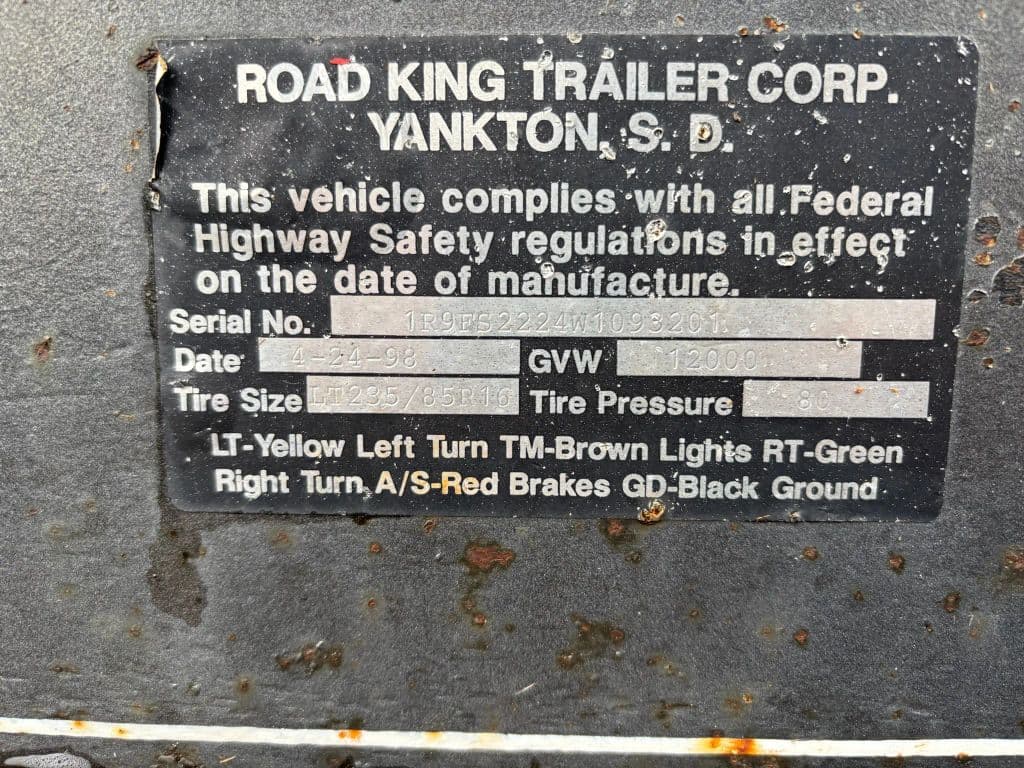 ROAD KING TRAILER CORP.
YANKTON, S. D.
This vehicle complies with all Federal
Highway Safety regulations in effect
on the date of manufacture.
Serial No. 1R9FS2224W1093201
Date 4-24-98 GVW 12000
Tire Size LT235/85R16 Tire Pressure 80
LT-Yellow Left Turn TM-Brown Lights RT-Green
Right Turn A/S-Red Brakes GD-Black Ground